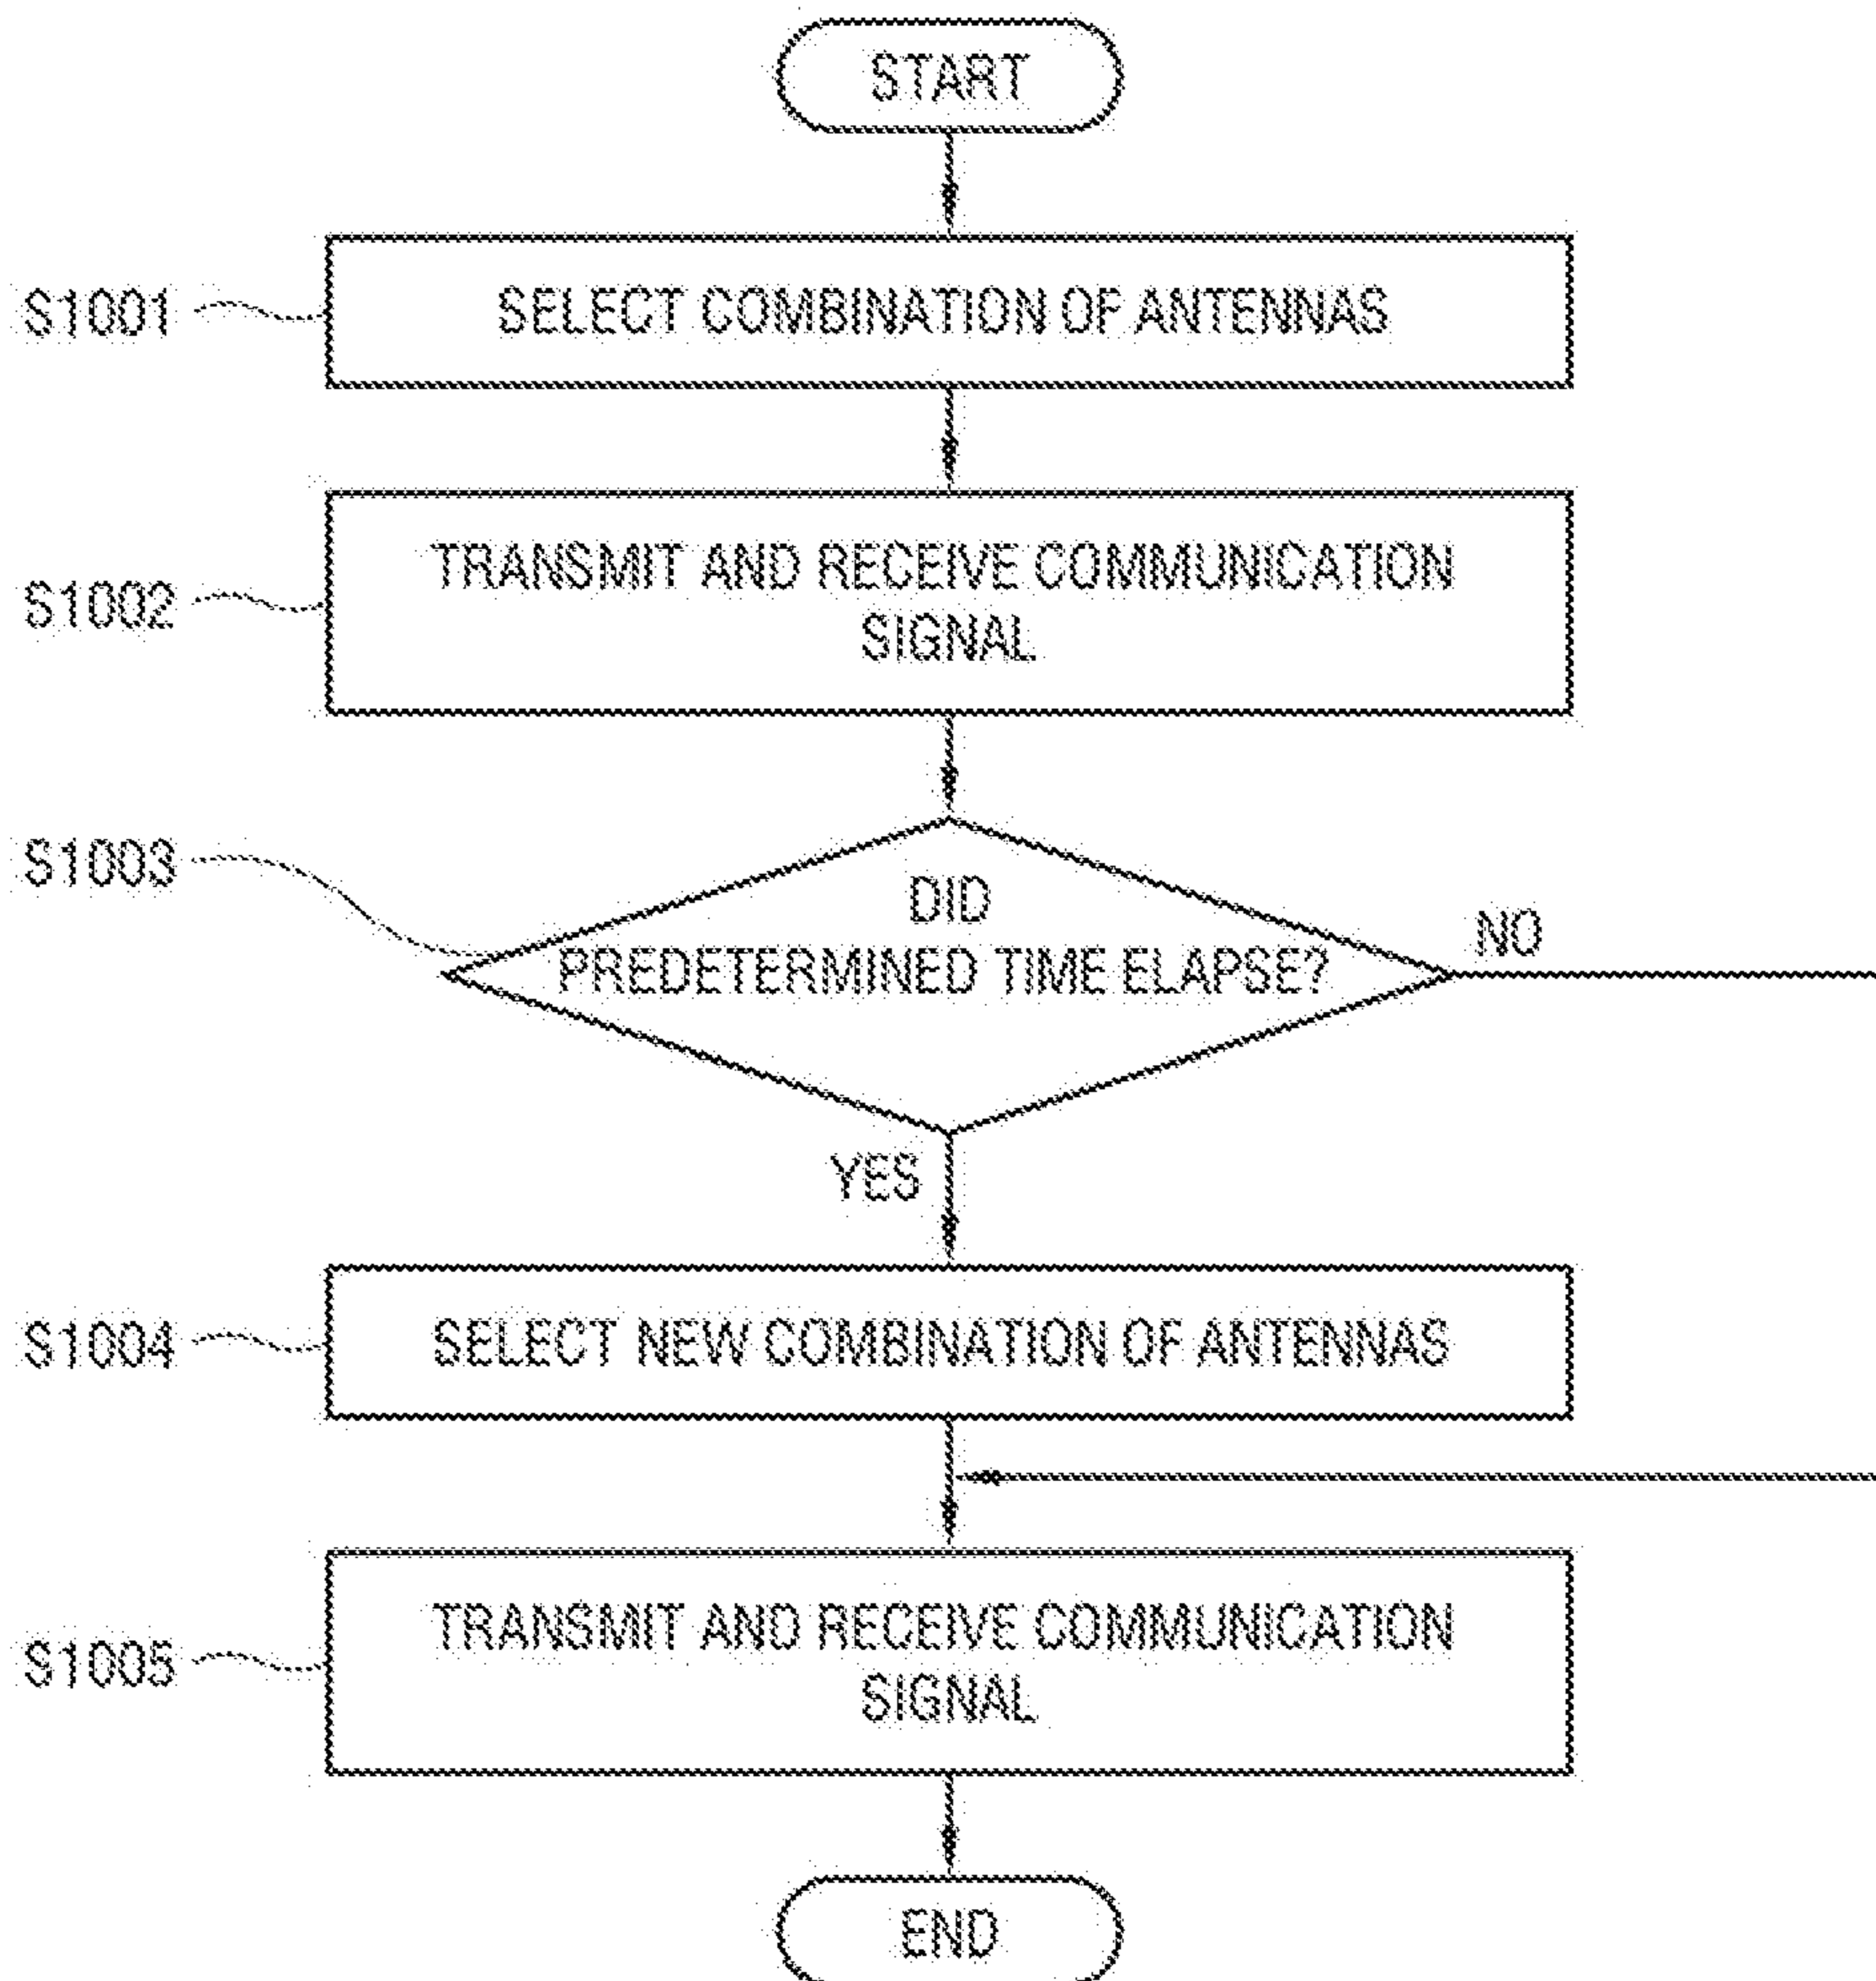 START
S1001
SELECT COMBINATION OF ANTENNAS
S1002
TRANSMIT AND RECEIVE COMMUNICATION
SIGNAL
S1003
DID
PREDETERMINED TIME ELAPSE?
NO
YES
S1004
SELECT NEW COMBINATION OF ANTENNAS
S1005
TRANSMIT AND RECEIVE COMMUNICATION
SIGNAL
END